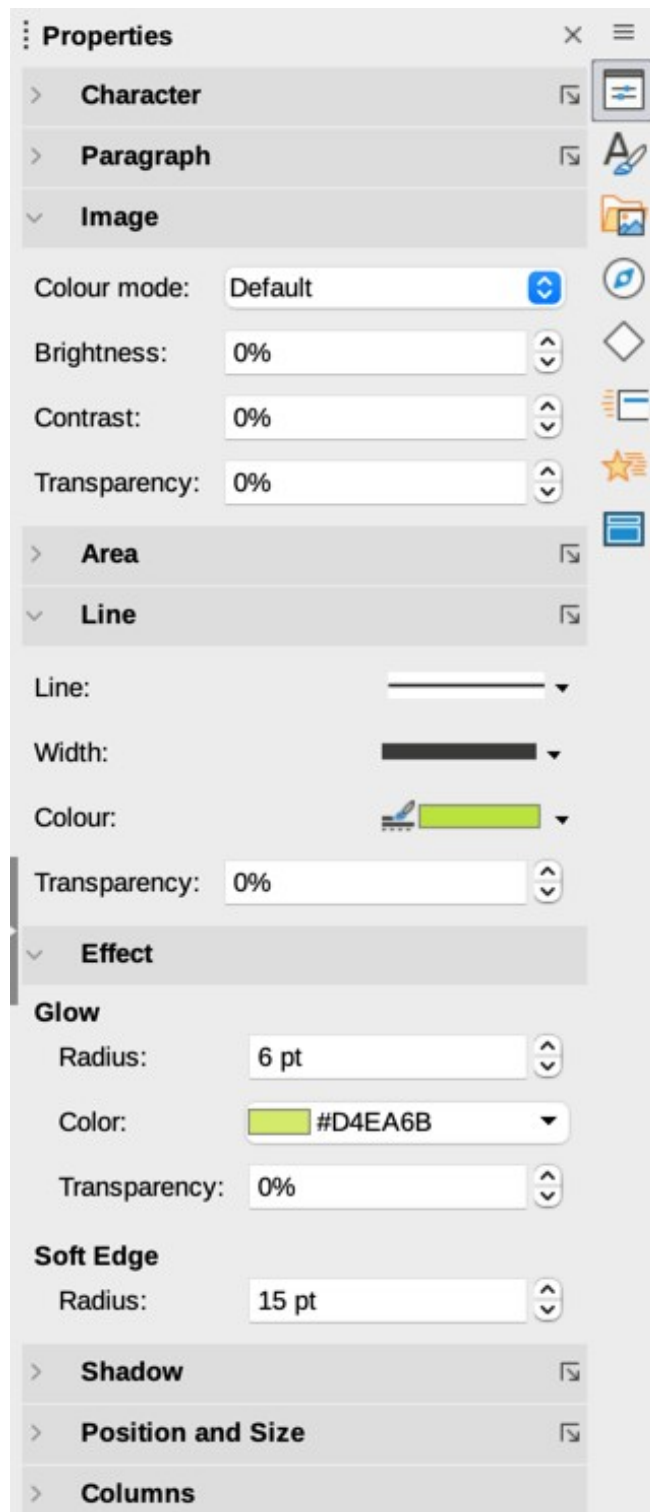 Properties
Character
Paragraph
Image
Colour mode: Default
Brightness: 0%
Contrast: 0%
Transparency: 0%
Area
Line
Line:
Width:
Colour:
Transparency: 0%
Effect
Glow
Radius: 6 pt
Color: #D4EA6B
Transparency: 0%
Soft Edge
Radius: 15 pt
Shadow
Position and Size
Columns